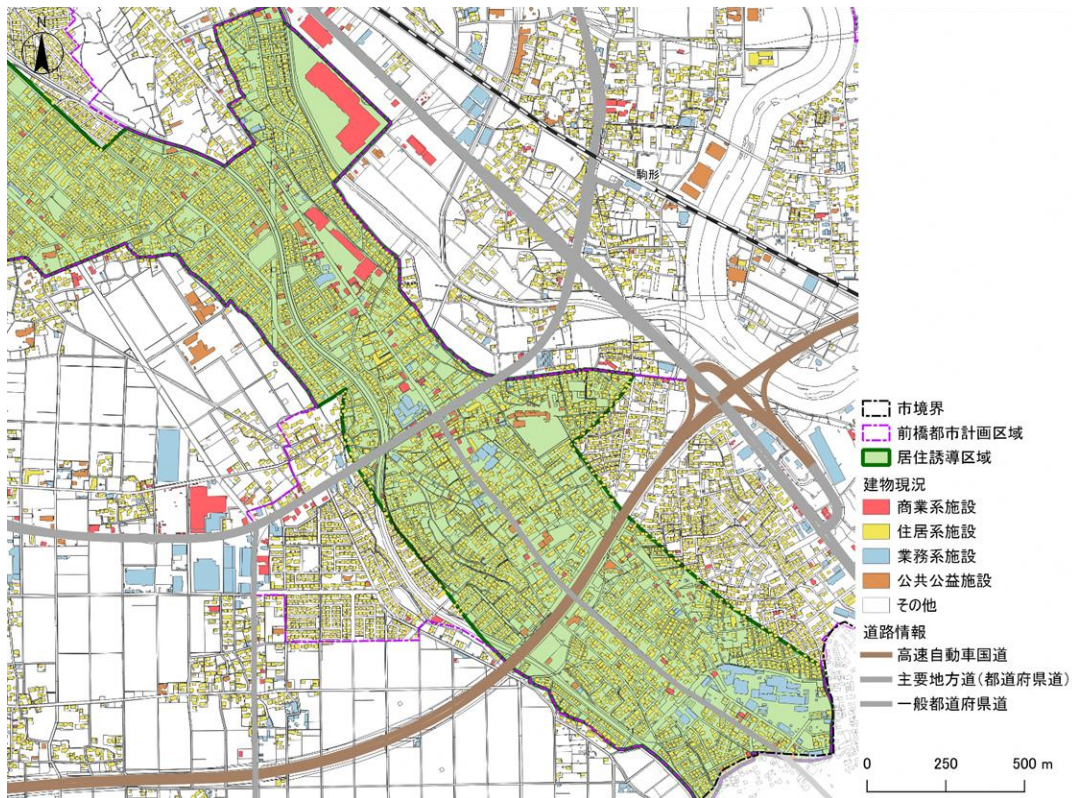 N
駒形
市境界
前橋都市計画区域
居住誘導区域
建物現況
商業系施設
住居系施設
業務系施設
公共公益施設
その他
道路情報
高速自動車国道
主要地方道(都道府県道)
一般都道府県道
0 250 500 m